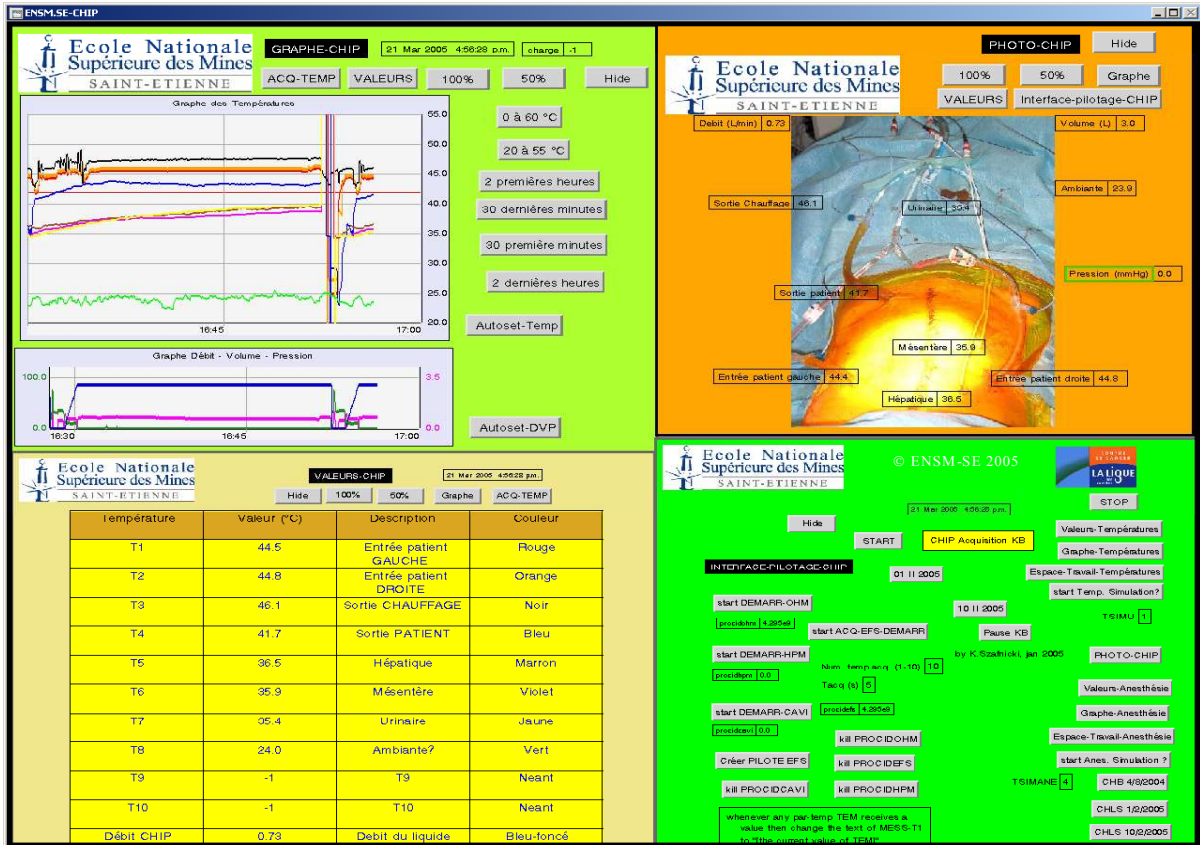 ENSM.SE-CHIP
Ecole Nationale
Supérieure des Mines
SAINT-ETIENNE
GRAPHE-CHIP
21 Mar 2005 4:56:28 p.m.
charge -1
ACQ-TEMP
VALEURS
100%
50%
Hide
Graphe des Températures
55.0
50.0
45.0
40.0
35.0
30.0
25.0
20.0
16:45
17:00
0 à 60 °C
20 à 55 °C
2 premières heures
30 dernières minutes
30 première minutes
2 dernières heures
Autoset-Temp
Graphe Débit - Volume - Pression
100.0
3.5
0.0
0.0
16:30
16:45
17:00
Autoset-DVP
PHOTO-CHIP
Hide
Ecole Nationale
Supérieure des Mines
SAINT-ETIENNE
100%
50%
Graphe
VALEURS
Interface-pilotage-CHIP
Debit (L/min) 0.73
Volume (L) 3.0
Ambiante 23.9
Sortie Chauffage 46.1
Urinaire 35.4
Pression (mmHg) 0.0
Sortie patient 41.7
Mésentère 35.9
Entrée patient gauche 44.4
Entrée patient droite 44.8
Hépatique 36.5
Ecole Nationale
Supérieure des Mines
SAINT-ETIENNE
VALEURS-CHIP
21 Mar 2005 4:56:28 p.m.
Hide
100%
50%
Graphe
ACQ-TEMP
Température Valeur (°C) Description Couleur
T1 44.5 Entrée patient GAUCHE Rouge
T2 44.8 Entrée patient DROITE Orange
T3 46.1 Sortie CHAUFFAGE Noir
T4 41.7 Sortie PATIENT Bleu
T5 36.5 Hépatique Marron
T6 35.9 Mésentère Violet
T7 35.4 Urinaire Jaune
T8 24.0 Ambiante? Vert
T9 -1 T9 Neant
T10 -1 T10 Neant
Débit CHIP 0.73 Debit du liquide Bleu-foncé
Ecole Nationale
Supérieure des Mines
SAINT-ETIENNE
© ENSM-SE 2005
CONTRE
LE CANCER
LA LIGUE
21 Mar 2005 4:56:28 p.m.
STOP
Hide
START
CHIP Acquisition KB
Valeurs-Températures
Graphe-Températures
INTERFACE-PILOTAGE-CHIP
01 II 2005
Espace-Travail-Températures
start Temp. Simulation?
start DEMARR-OHM
10 II 2005
TSIMU 1
procidohm 4.295e9
start ACQ-EFS-DEMARR
Pause KB
start DEMARR-HPM
by K.Szafnicki, jan 2005
PHOTO-CHIP
procidhpm 0.0
Num. temp acq. (1-10) 10
Tacq (s) 5
Valeurs-Anesthésie
start DEMARR-CAVI
procidefs 4.295e9
Graphe-Anesthésie
procidcavi 0.0
kill PROCIDOHM
Espace-Travail-Anesthésie
Créer PILOTE EFS
kill PROCIDEFS
start Anes. Simulation ?
kill PROCIDCAVI
kill PROCIDHPM
TSIMANE 4
CHB 4/8/2004
CHLS 1/2/2005
CHLS 10/2/2005
whenever any par-temp TEM receives a
value then change the text of MESS-T1
to "[the current value of TEM]"